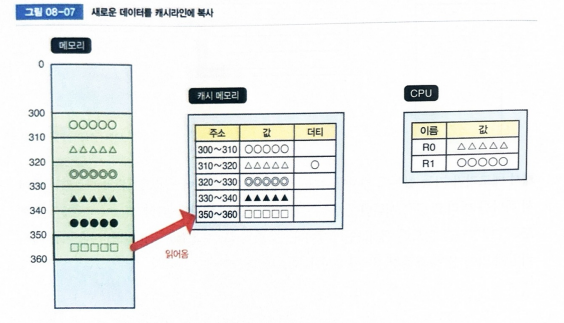 그림 08-07 새로운 데이터를 캐시라인에 복사
메모리
0
300
○○○○○
310
△△△△△
320
◎◎◎◎◎
330
▲▲▲▲▲
340
●●●●●
350
□□□□□
360
읽어옴
캐시 메모리
주소 값 더티
300~310 ○○○○○
310~320 △△△△△ ○
320~330 ◎◎◎◎◎
330~340 ▲▲▲▲▲
350~360 □□□□□
CPU
이름 값
R0 △△△△△
R1 ○○○○○